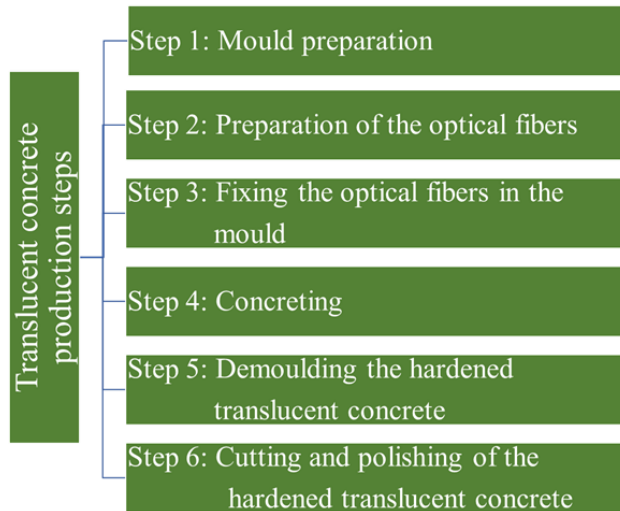 Translucent concrete
production steps
Step 1: Mould preparation
Step 2: Preparation of the optical fibers
Step 3: Fixing the optical fibers in the
mould
Step 4: Concreting
Step 5: Demoulding the hardened
translucent concrete
Step 6: Cutting and polishing of the
hardened translucent concrete